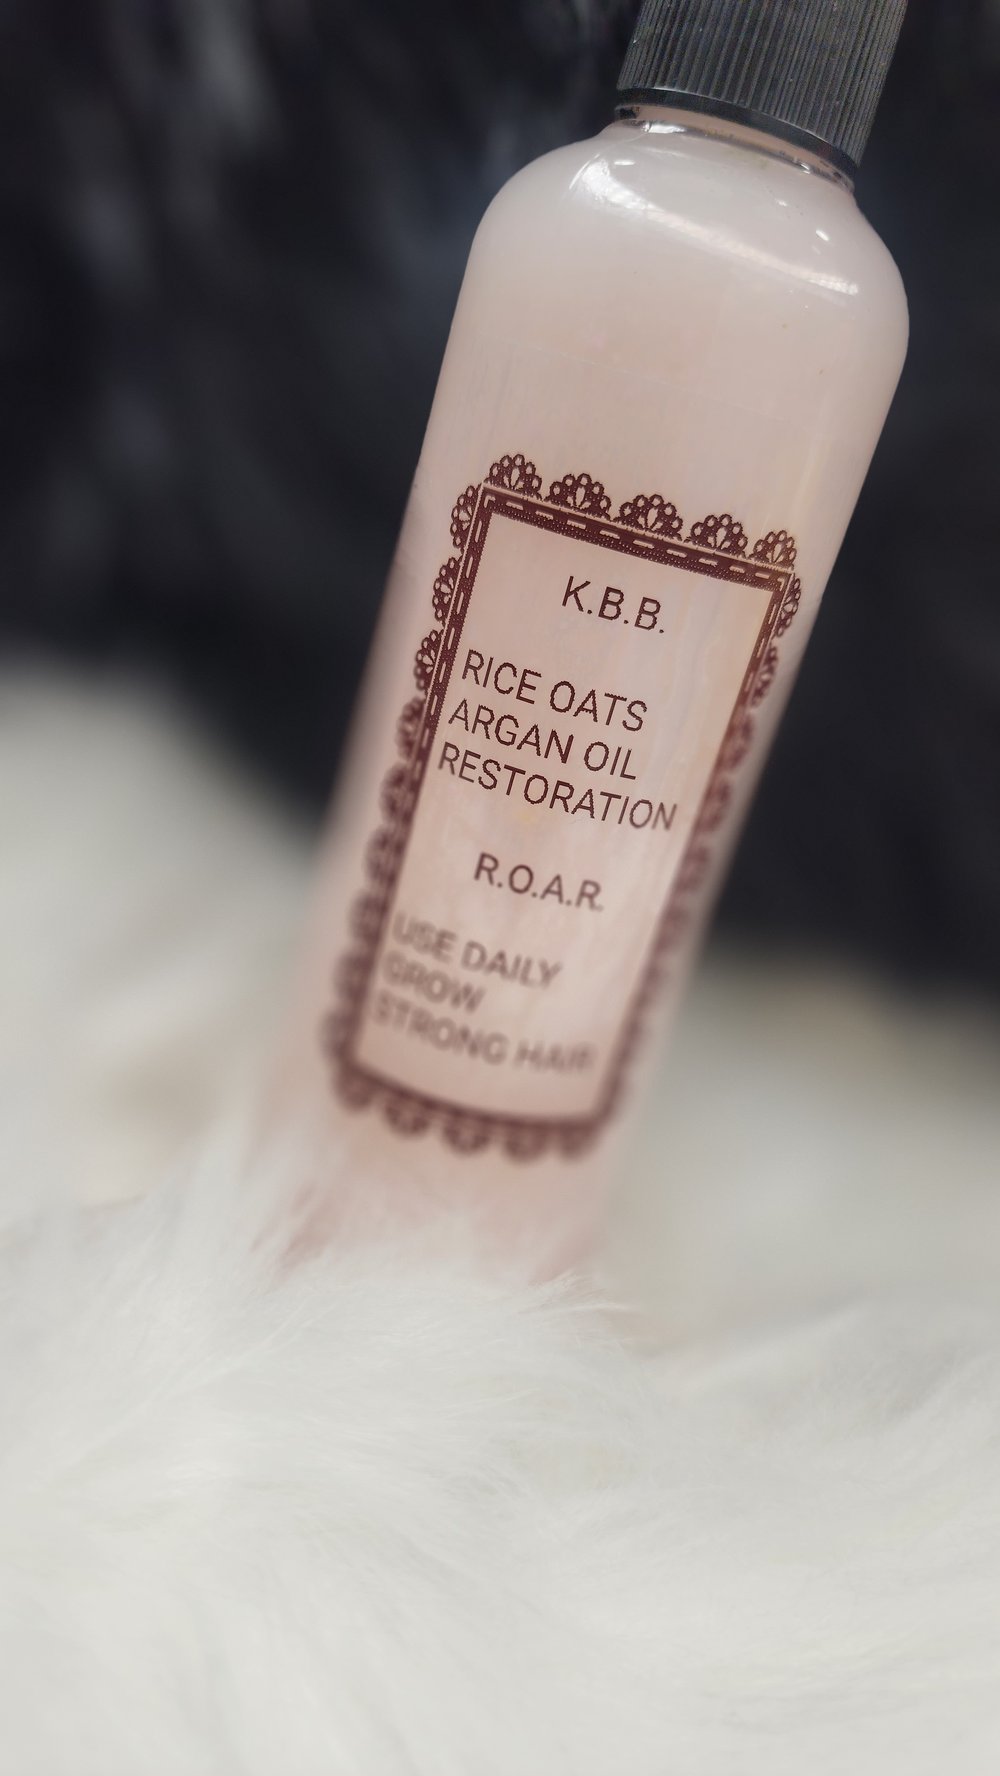 K.B.B.
RICE OATS
ARGAN OIL
RESTORATION
R.O.A.R.
USE DAILY
GROW
STRONG HAIR